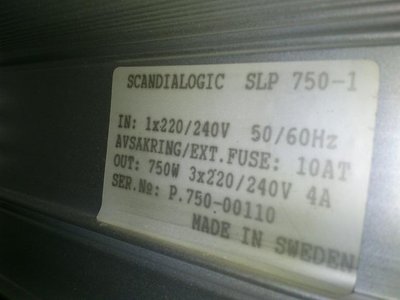 SCANDIALOGIC SLP 750-1
IN: 1x220/240V 50/60Hz
AVSAKRING/EXT.FUSE: 10AT
OUT: 750W 3x220/240V 4A
SER.No: P.750-00110
MADE IN SWEDEN